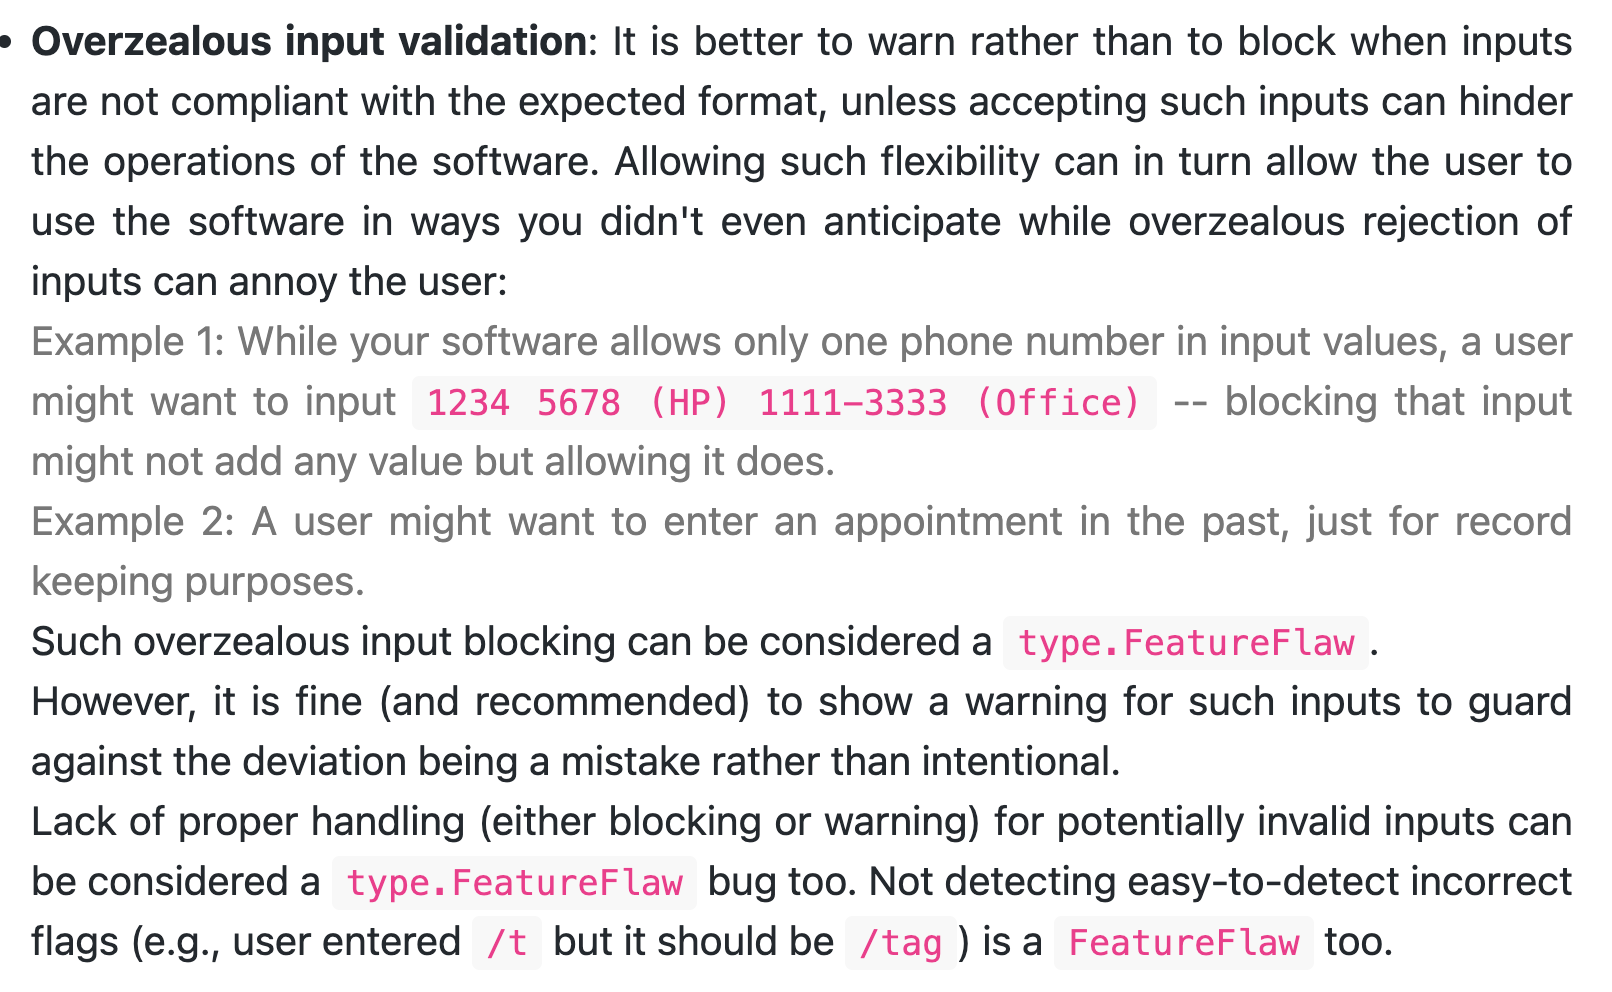 • Overzealous input validation: It is better to warn rather than to block when inputs
are not compliant with the expected format, unless accepting such inputs can hinder
the operations of the software. Allowing such flexibility can in turn allow the user to
use the software in ways you didn't even anticipate while overzealous rejection of
inputs can annoy the user:
Example 1: While your software allows only one phone number in input values, a user
might want to input 1234 5678 (HP) 1111-3333 (Office) -- blocking that input
might not add any value but allowing it does.
Example 2: A user might want to enter an appointment in the past, just for record
keeping purposes.
Such overzealous input blocking can be considered a type.FeatureFlaw.
However, it is fine (and recommended) to show a warning for such inputs to guard
against the deviation being a mistake rather than intentional.
Lack of proper handling (either blocking or warning) for potentially invalid inputs can
be considered a type.FeatureFlaw bug too. Not detecting easy-to-detect incorrect
flags (e.g., user entered /t but it should be /tag) is a FeatureFlaw too.